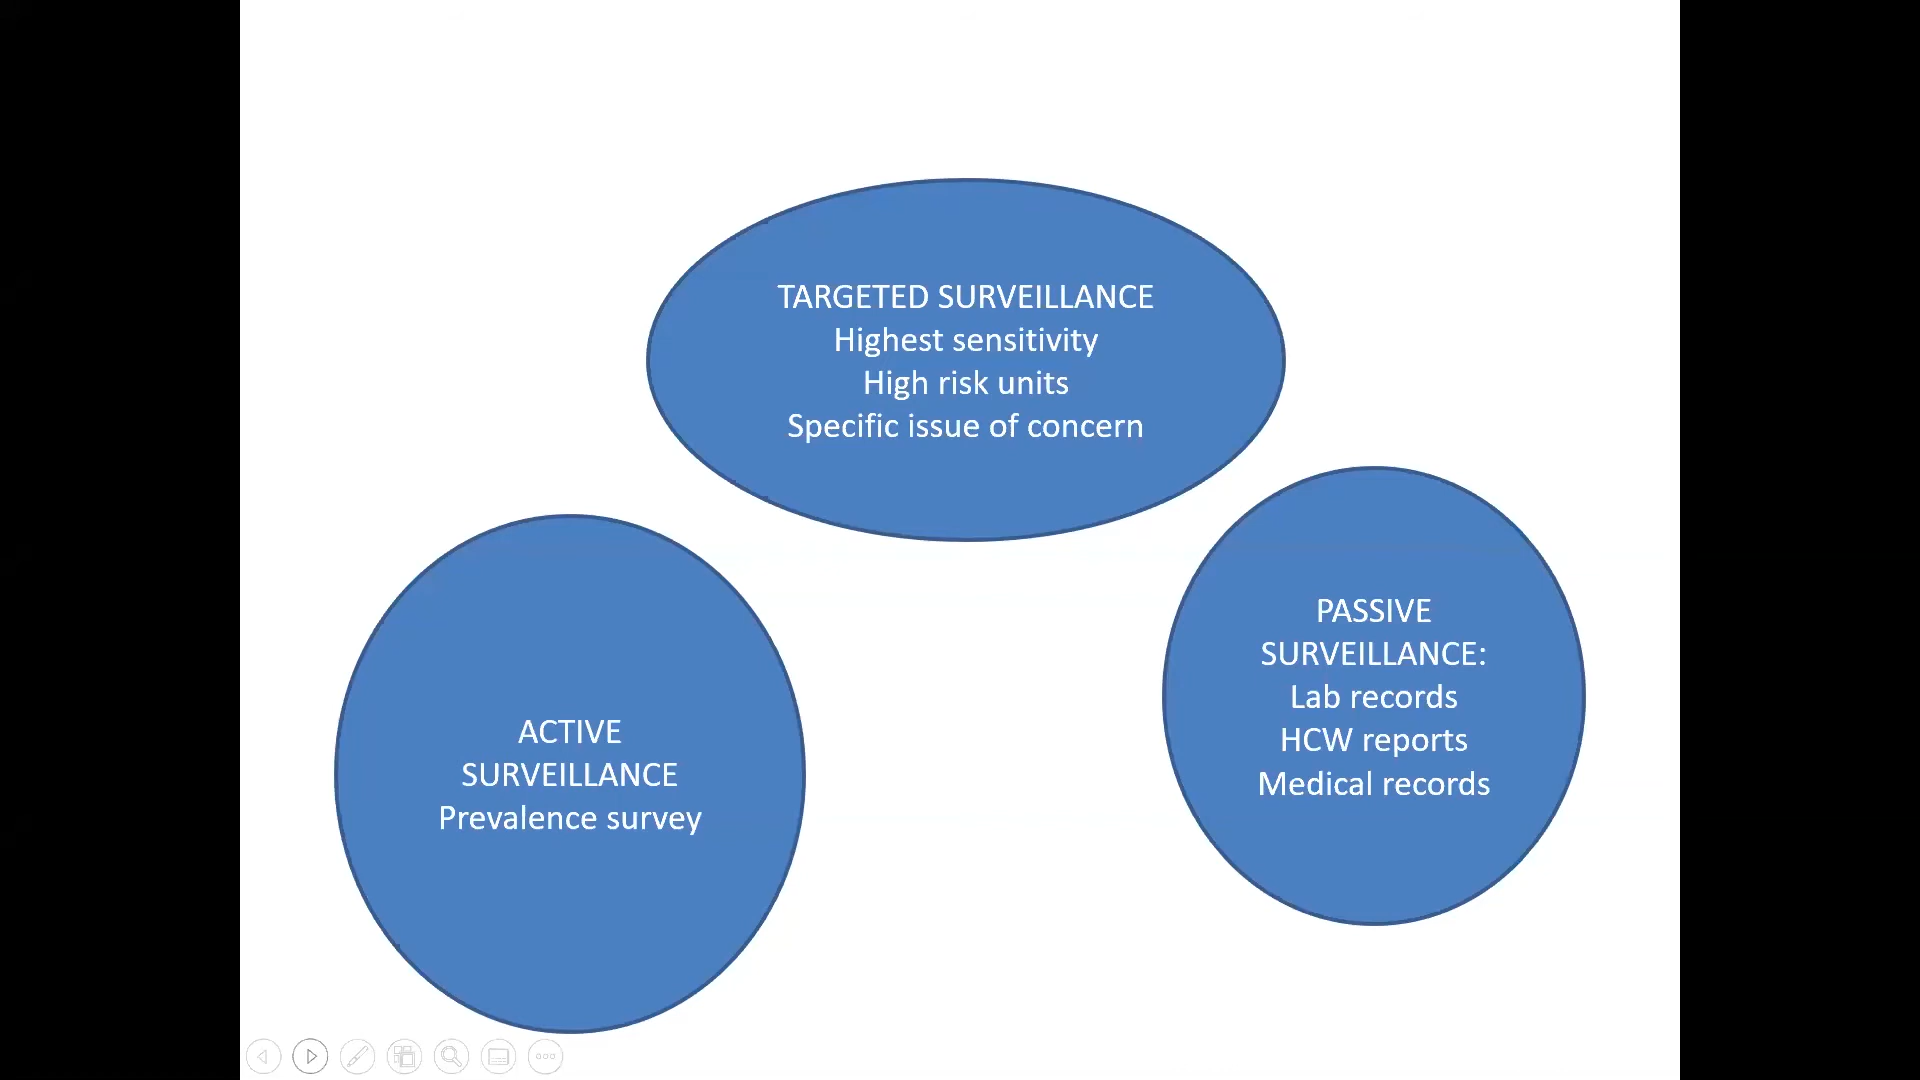 TARGETED SURVEILLANCE
Highest sensitivity
High risk units
Specific issue of concern
ACTIVE
SURVEILLANCE
Prevalence survey
PASSIVE
SURVEILLANCE:
Lab records
HCW reports
Medical records